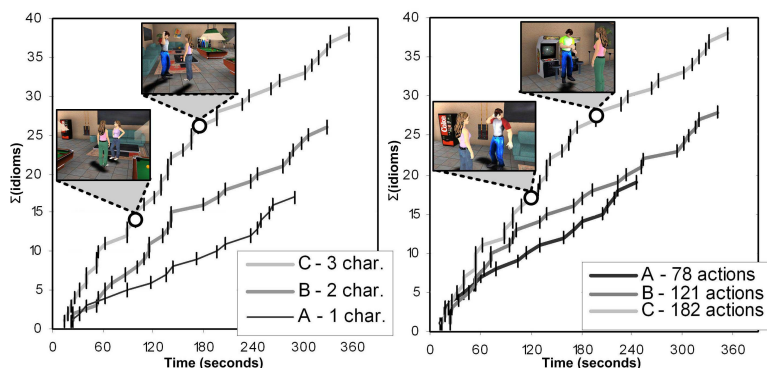 40
35
30
25
20
15
10
5
0
Σ(idioms)
0 60 120 180 240 300 360
Time (seconds)
C - 3 char.
B - 2 char.
A - 1 char.
40
35
30
25
20
15
10
5
0
Σ(idioms)
0 60 120 180 240 300 360
Time (seconds)
A - 78 actions
B - 121 actions
C - 182 actions
Coke